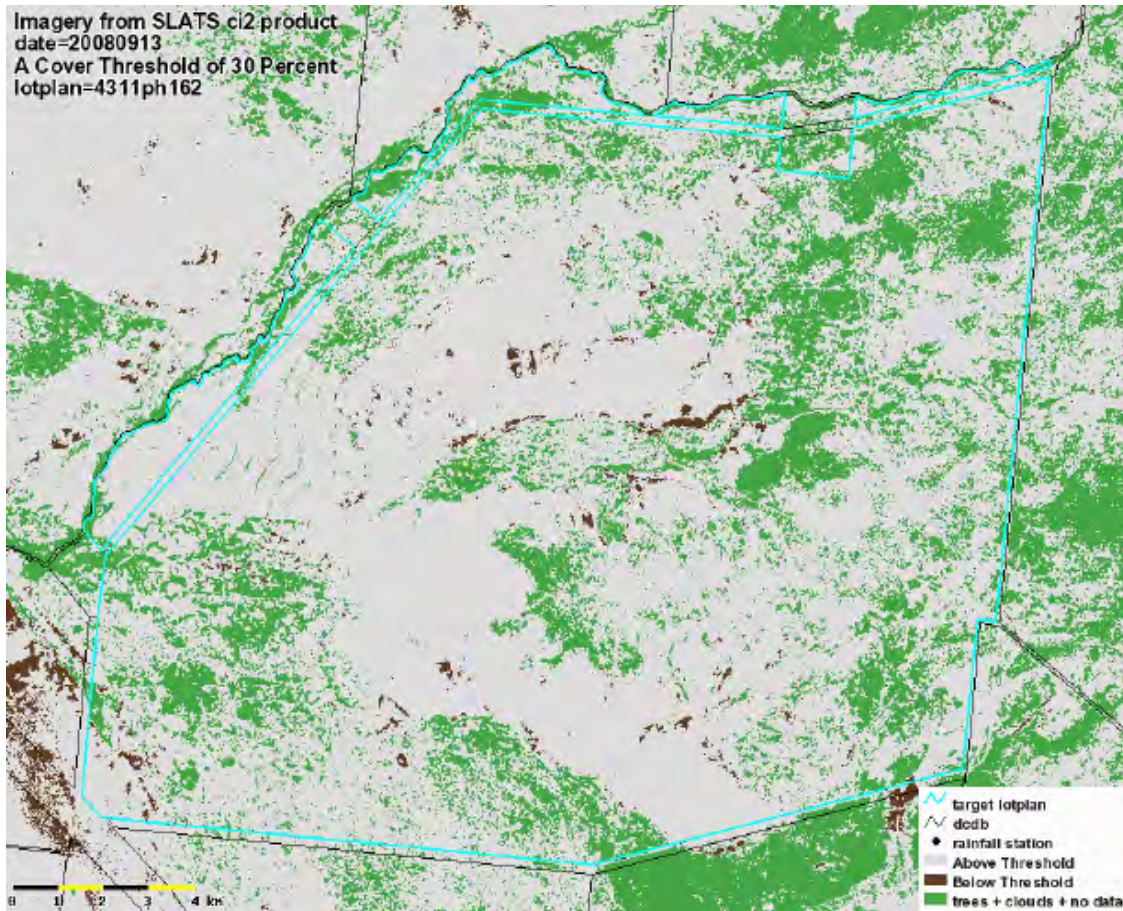 Imagery from SLATS ci2 product
date=20080913
A Cover Threshold of 30 Percent
lotplan=4311ph162
target lotplan
dcdb
rainfall station
Above Threshold
Below Threshold
trees + clouds + no data
0 1 2 3 4 km